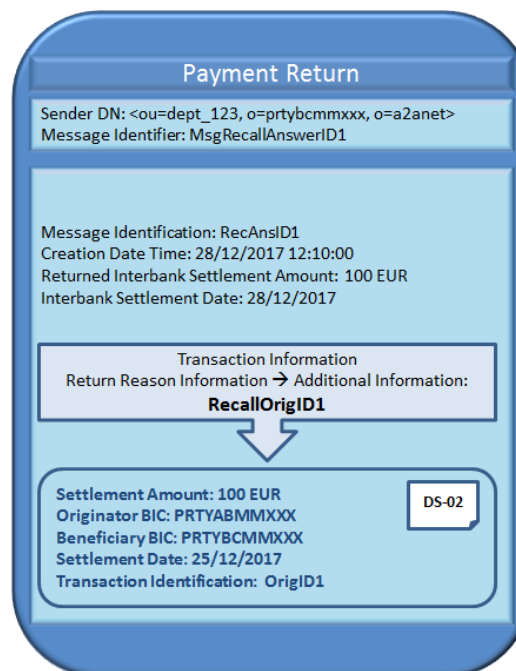 Payment Return
Sender DN: <ou=dept_123, o=prtybcmmxxx, o=a2anet>
Message Identifier: MsgRecallAnswerID1
Message Identification: RecAnsID1
Creation Date Time: 28/12/2017 12:10:00
Returned Interbank Settlement Amount: 100 EUR
Interbank Settlement Date: 28/12/2017
Transaction Information
Return Reason Information → Additional Information:
RecallOrigID1
Settlement Amount: 100 EUR
Originator BIC: PRTYABMMXXX
Beneficiary BIC: PRTYBCMMXXX
Settlement Date: 25/12/2017
Transaction Identification: OrigID1
DS-02